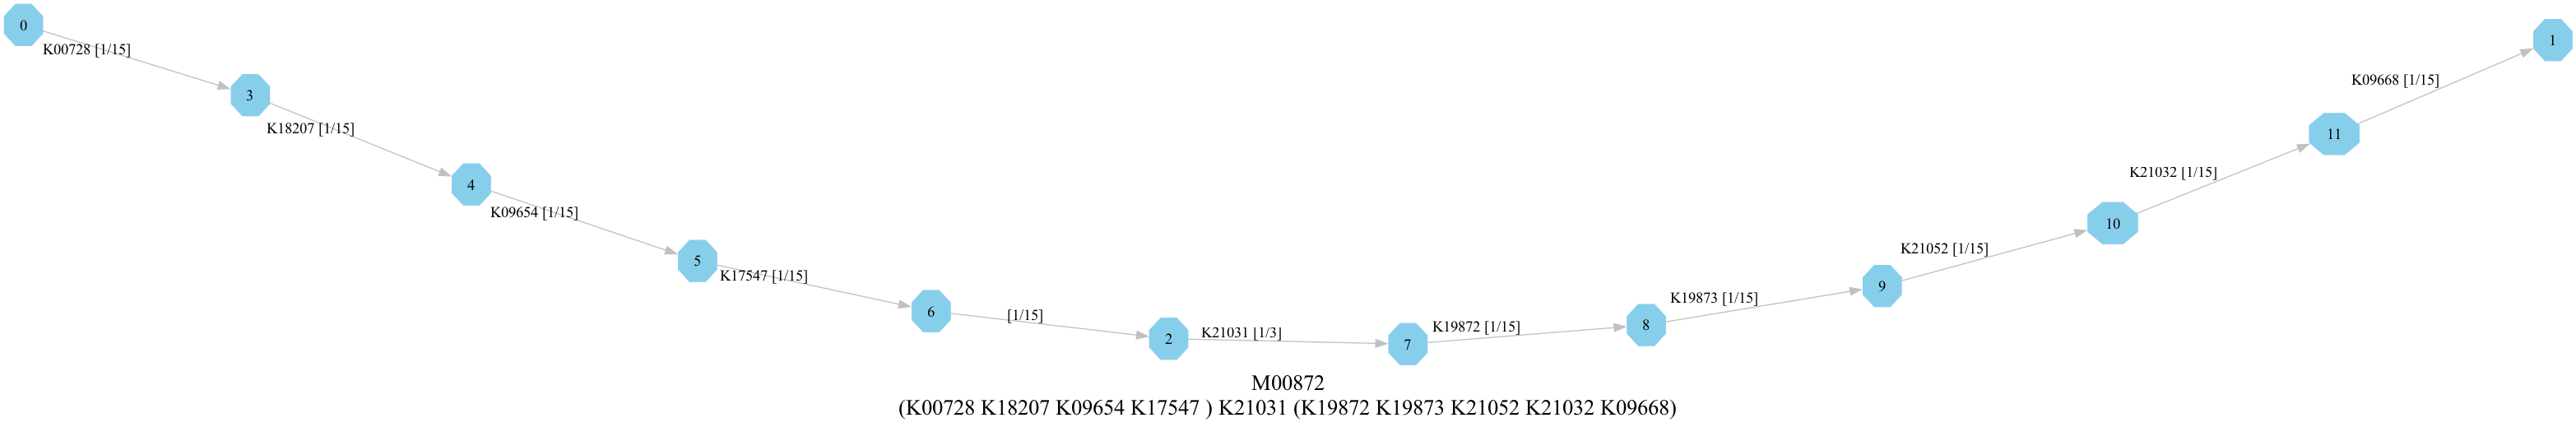 0
K00728 [1/15]
3
K18207 [1/15]
4
K09654 [1/15]
5
K17547 [1/15]
6
[1/15]
2
K21031 [1/3]
7
K19872 [1/15]
8
K19873 [1/15]
9
K21052 [1/15]
10
K21032 [1/15]
11
K09668 [1/15]
1
M00872
(K00728 K18207 K09654 K17547 ) K21031 (K19872 K19873 K21052 K21032 K09668)